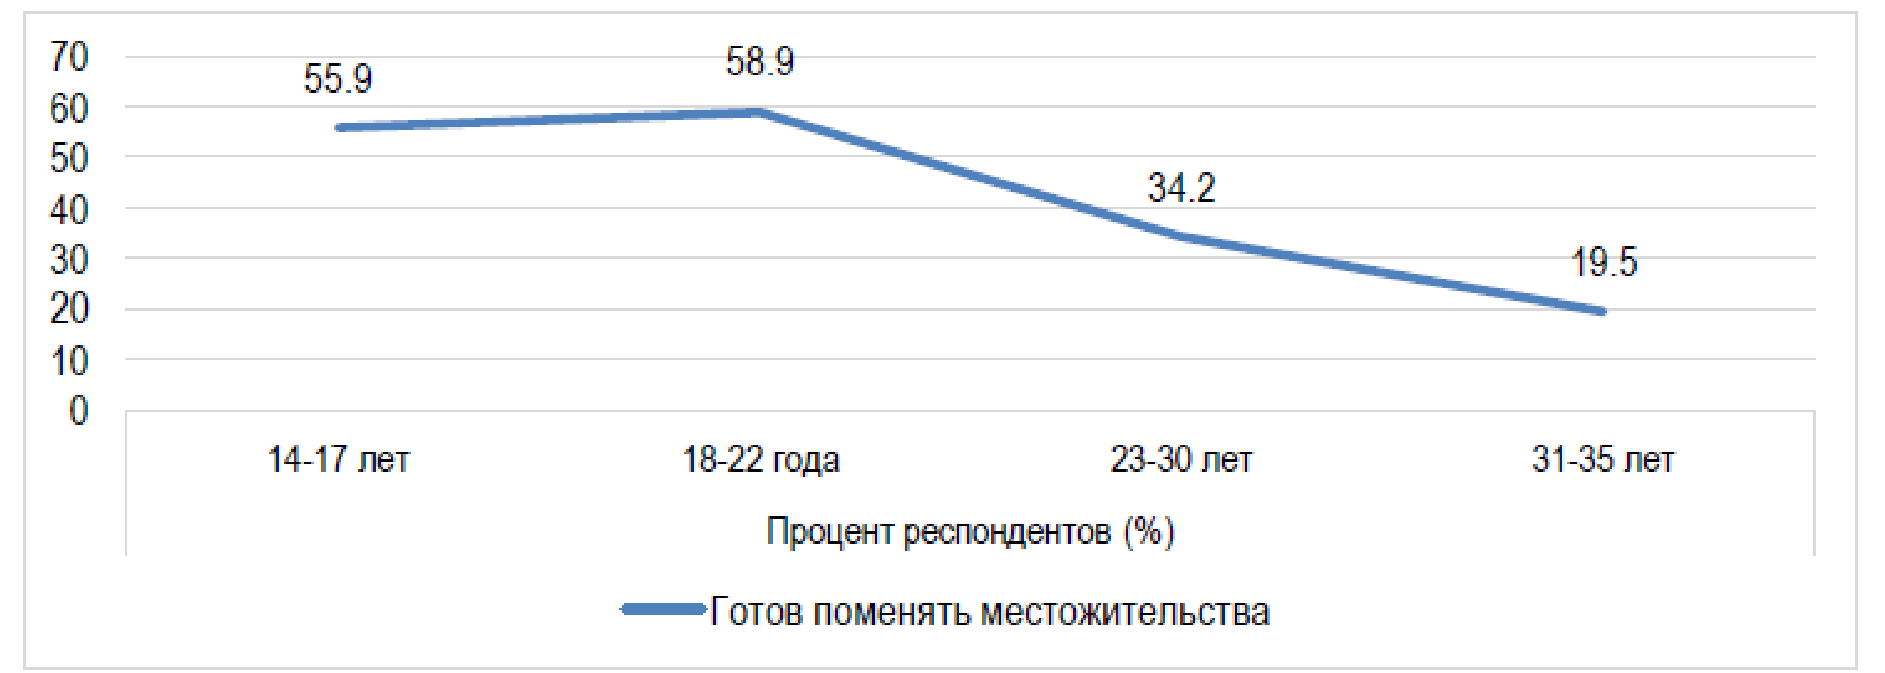 70
60
50
40
30
20
10
0
55.9
58.9
34.2
19.5
14-17 лет
18-22 года
23-30 лет
31-35 лет
Процент респондентов (%)
Готов поменять местожительства